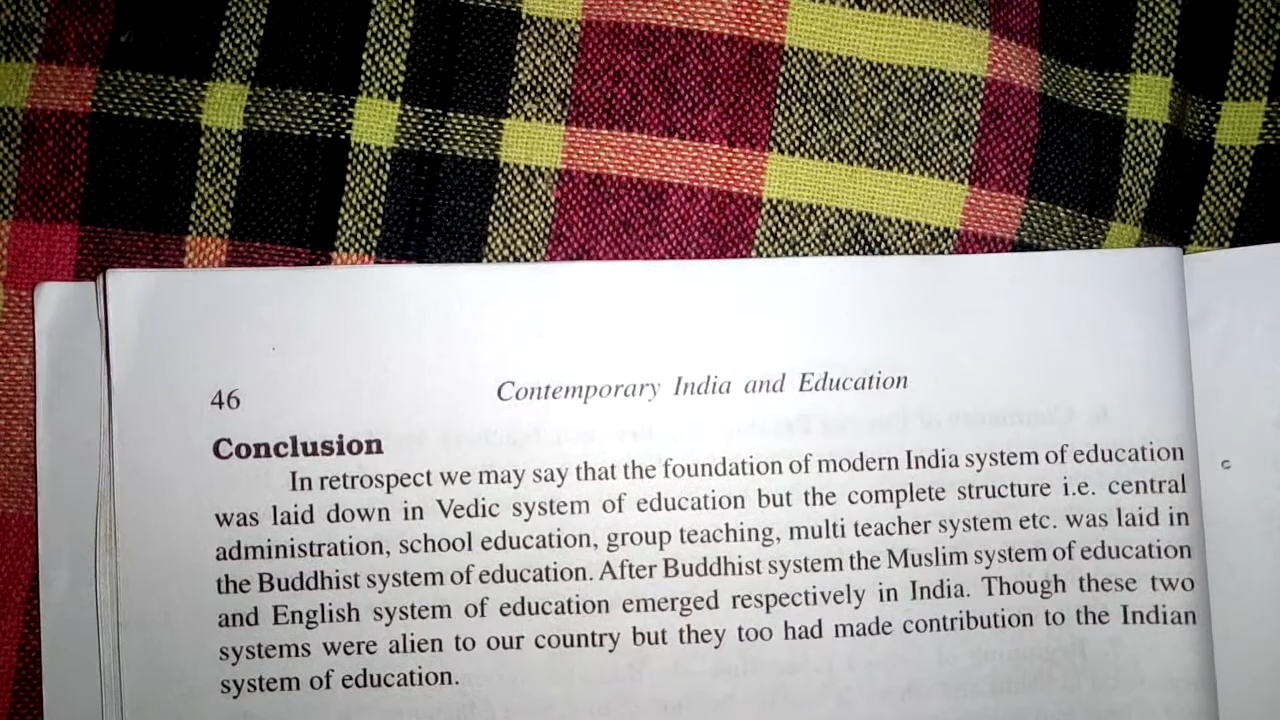 46
Contemporary India and Education
Conclusion
In retrospect we may say that the foundation of modern India system of education
was laid down in Vedic system of education but the complete structure i.e. central
administration, school education, group teaching, multi teacher system etc. was laid in
the Buddhist system of education. After Buddhist system the Muslim system of education
and English system of education emerged respectively in India. Though these two
systems were alien to our country but they too had made contribution to the Indian
system of education.